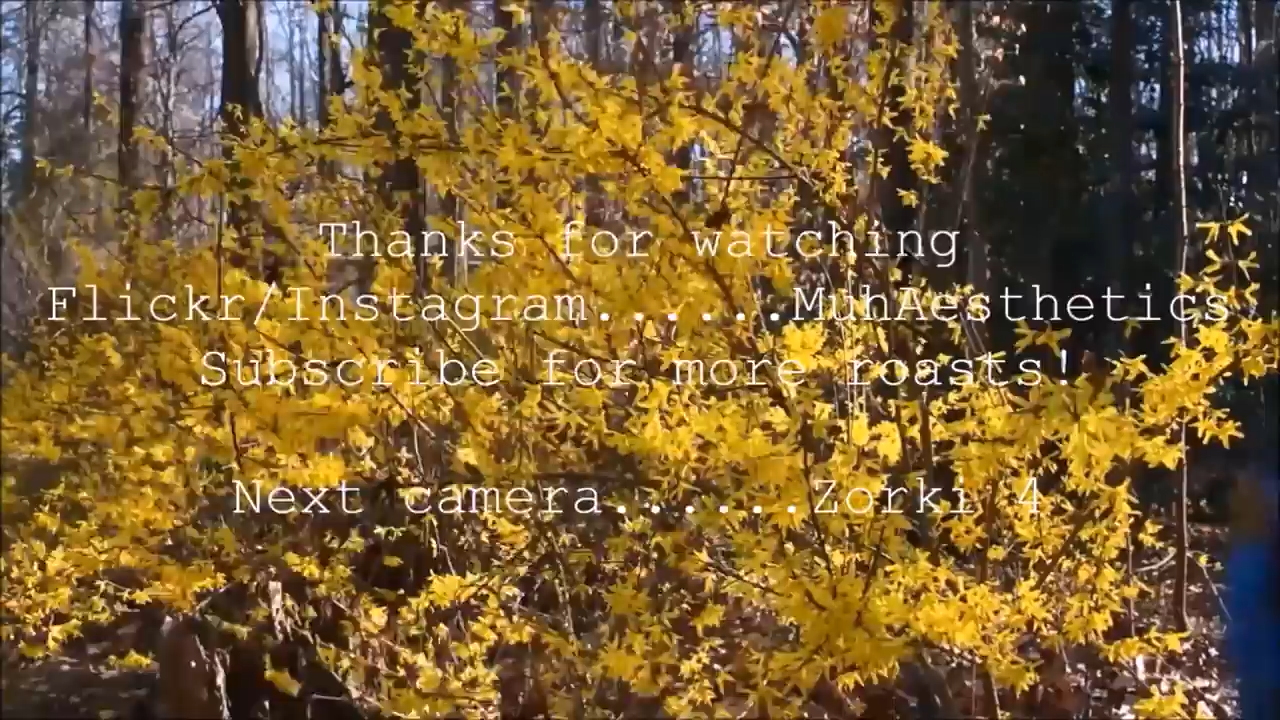 Thanks for watching
Flickr/Instagram......MuhAesthetics
Subscribe for more roasts!
Next camera......Zorki 4